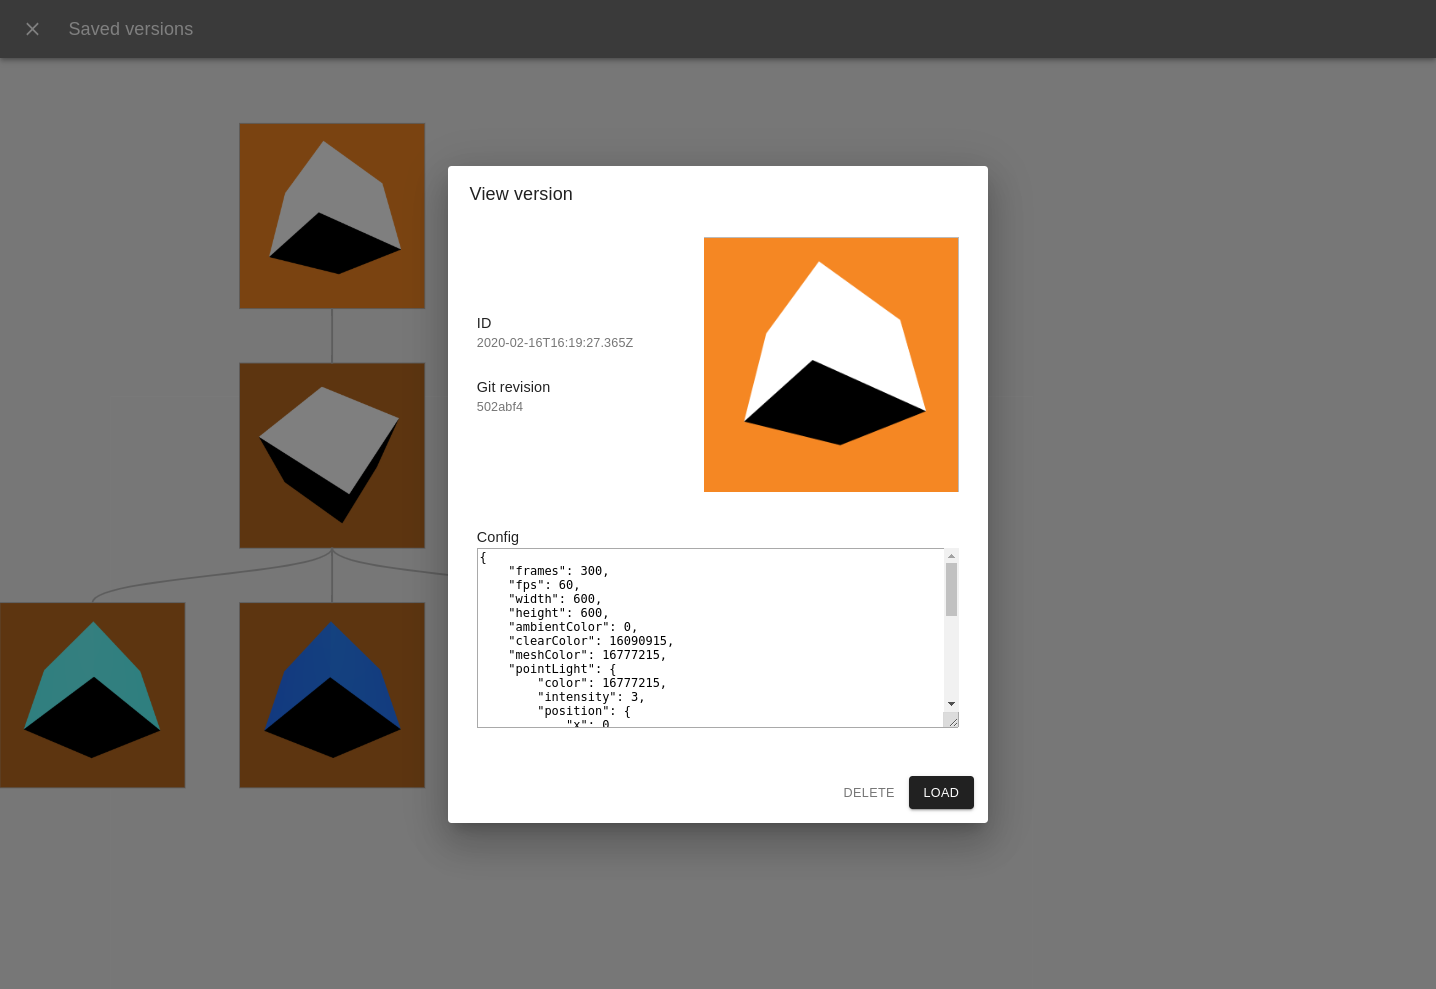 Saved versions
View version
ID
2020-02-16T16:19:27.365Z
Git revision
502abf4
Config
{
    "frames": 300,
    "fps": 60,
    "width": 600,
    "height": 600,
    "ambientColor": 0,
    "clearColor": 16090915,
    "meshColor": 16777215,
    "pointLight": {
        "color": 16777215,
        "intensity": 3,
        "position": {
            "x": 0
DELETE LOAD